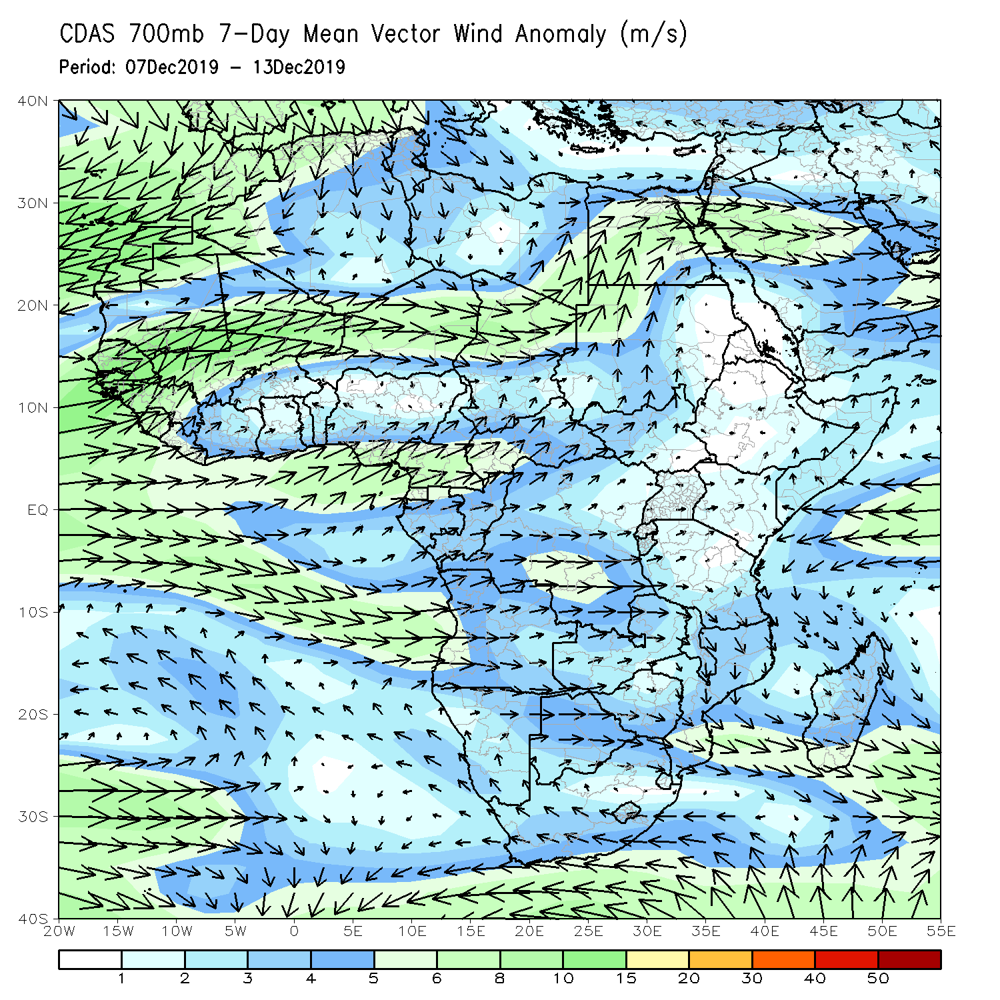 CDAS 700mb 7-Day Mean Vector Wind Anomaly (m/s)
Period: 07Dec2019 - 13Dec2019
40N
30N
20N
10N
EQ
10S
20S
30S
40S
20W 15W 10W 5W 0 5E 10E 15E 20E 25E 30E 35E 40E 45E 50E 55E
1 2 3 4 5 6 8 10 15 20 30 40 50